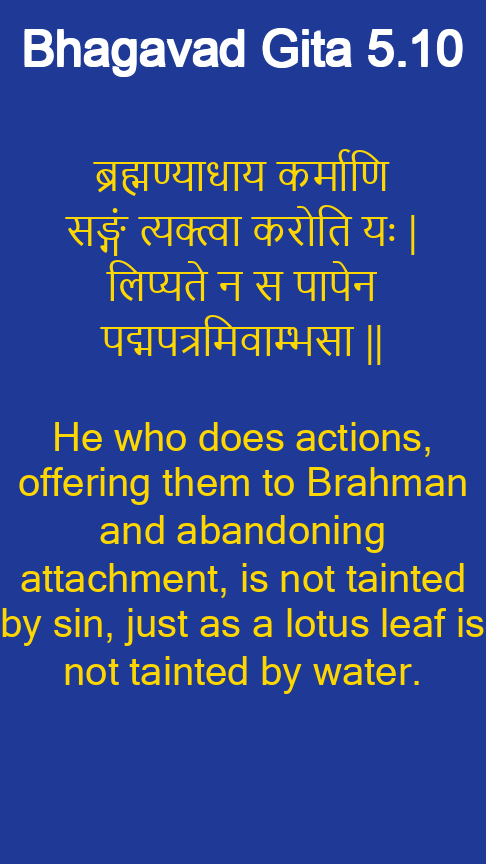 Bhagavad Gita 5.10
ब्रह्मण्याधाय कर्माणि
सङ्गं त्यक्त्वा करोति यः |
लिप्यते न स पापेन
पद्मपत्रमिवाम्भसा ||
He who does actions,
offering them to Brahman
and abandoning
attachment, is not tainted
by sin, just as a lotus leaf is
not tainted by water.